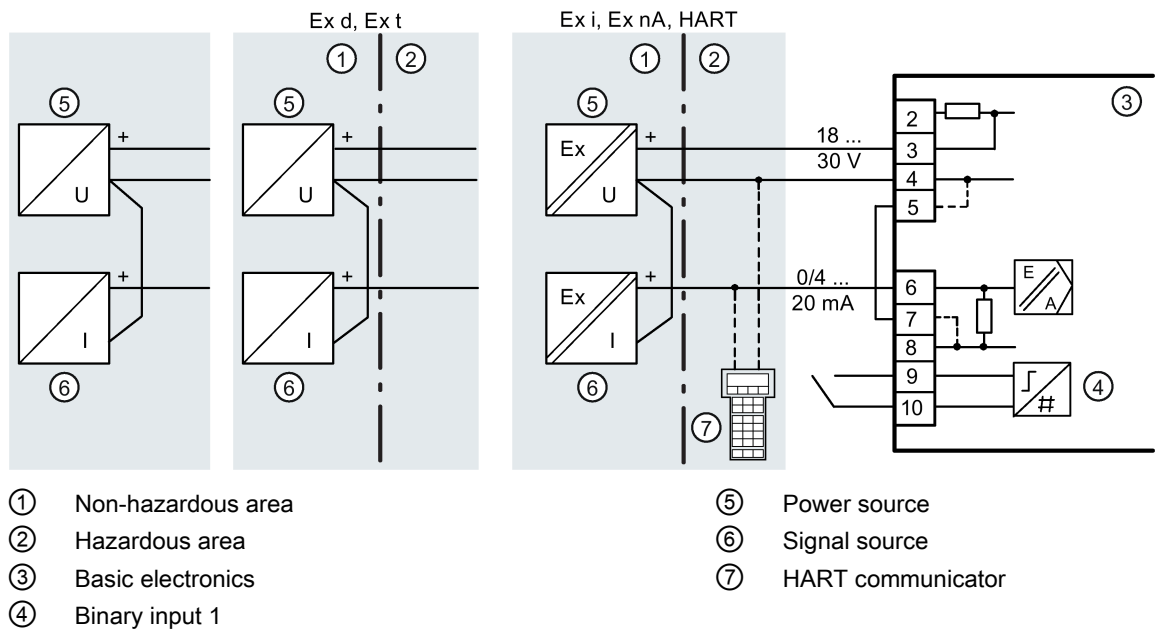 Ex d, Ex t
Ex i, Ex nA, HART
① ② ① ②
⑤ ⑤ ⑤ ③
+ + +
U U Ex U
18 ...
30 V
2
3
4
5
+ + +
I I Ex I
0/4 ...
20 mA
6
7
8
9
10
E
A
#
④
⑥ ⑥ ⑥
⑦
① Non-hazardous area
② Hazardous area
③ Basic electronics
④ Binary input 1
⑤ Power source
⑥ Signal source
⑦ HART communicator